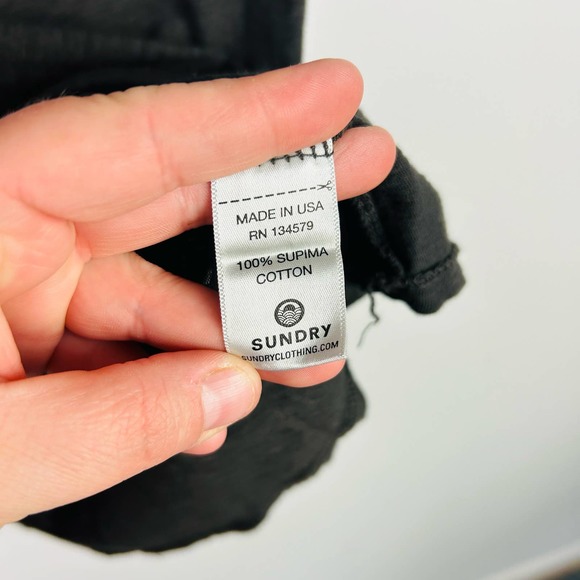 MADE IN USA
RN 134579
100% SUPIMA
COTTON
SUNDRY
SUNDRYCLOTHING.COM